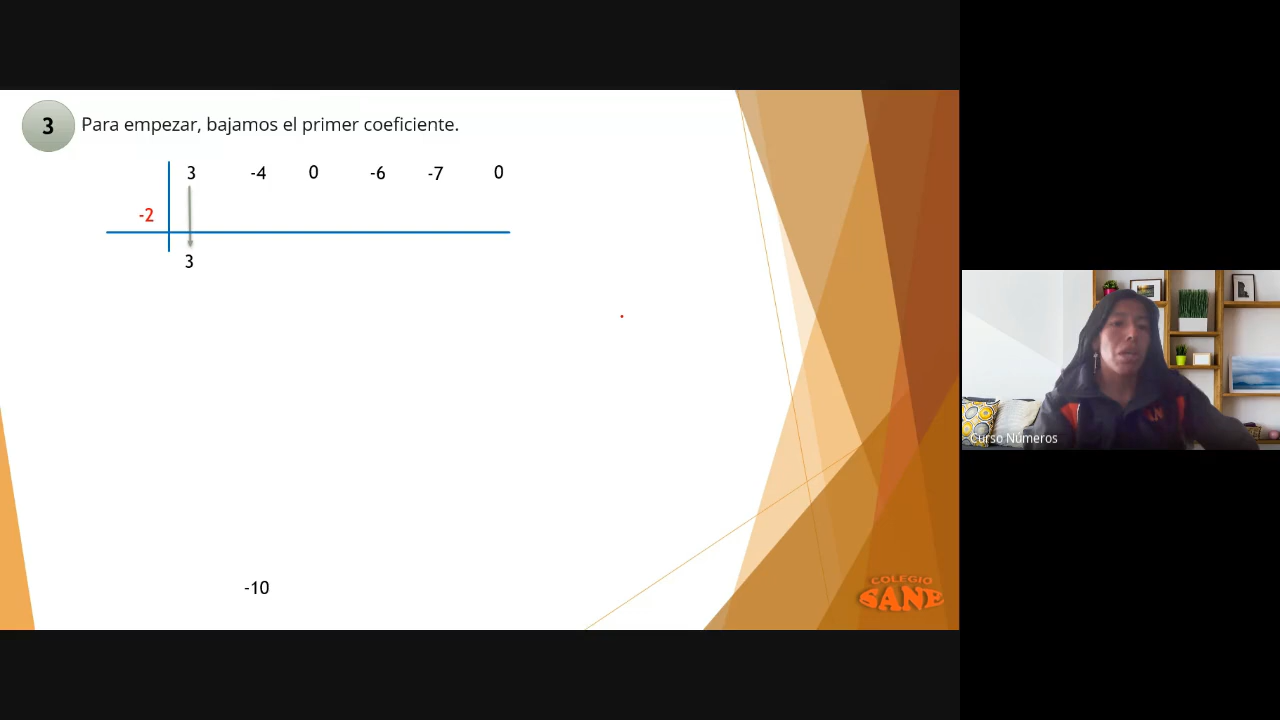 3 Para empezar, bajamos el primer coeficiente.
3 -4 0 -6 -7 0
-2
3
-10
COLEGIO
SANE
Curso Números